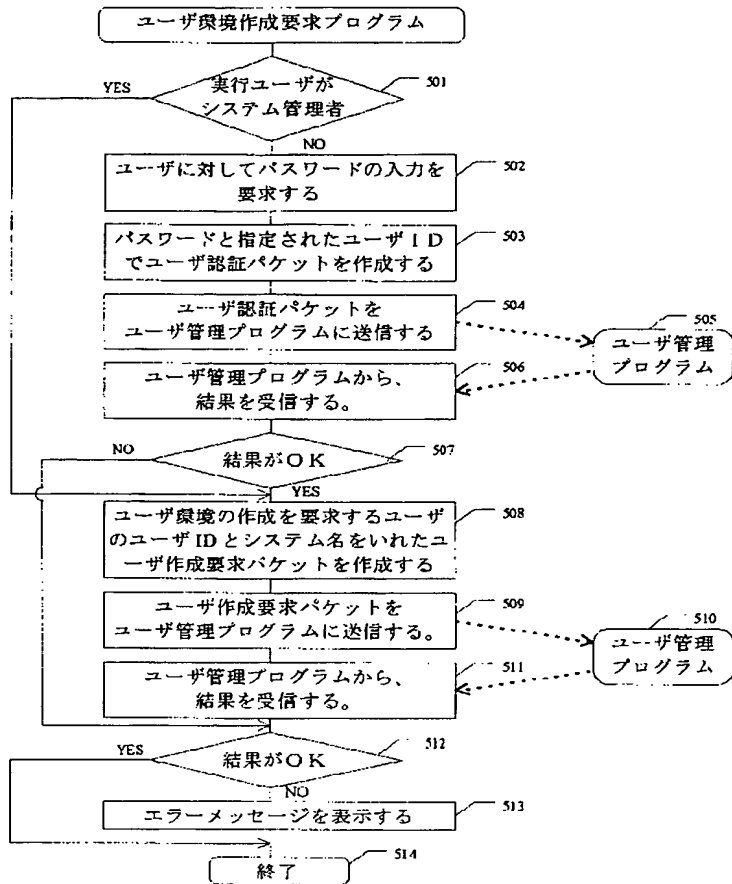 ユーザ環境作成要求プログラム
実行ユーザが
システム管理者
501
YES
NO
ユーザに対してパスワードの入力を
要求する
502
パスワードと指定されたユーザＩＤ
でユーザ認証パケットを作成する
503
ユーザ認証パケットを
ユーザ管理プログラムに送信する
504
505
ユーザ管理
プログラム
ユーザ管理プログラムから、
結果を受信する。
506
NO
結果がＯＫ
507
YES
ユーザ環境の作成を要求するユーザ
のユーザIDとシステム名をいれたユ
ーザ作成要求パケットを作成する
508
ユーザ作成要求パケットを
ユーザ管理プログラムに送信する。
509
510
ユーザ管理
プログラム
ユーザ管理プログラムから、
結果を受信する。
511
YES
結果がＯＫ
512
NO
エラーメッセージを表示する
513
終了
514